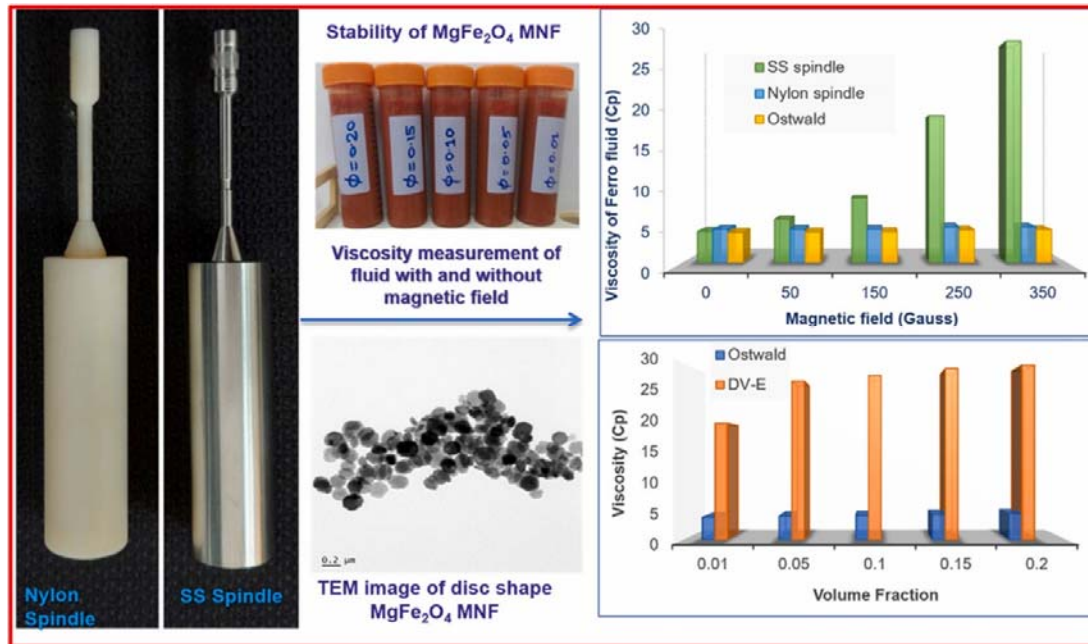 Nylon
Spindle
SS Spindle
Stability of MgFe₂O₄ MNF
ϕ=0.20
ϕ=0.15
ϕ=0.10
ϕ=0.05
ϕ=0.01
Viscosity measurement of
fluid with and without
magnetic field
0.2 µm
TEM image of disc shape
MgFe₂O₄ MNF
Viscosity of Ferro fluid (Cp)
30
25
20
15
10
5
0
SS spindle
Nylon spindle
Ostwald
0 50 150 250 350
Magnetic field (Gauss)
Viscosity (Cp)
30
25
20
15
10
5
0
Ostwald
DV-E
0.01 0.05 0.1 0.15 0.2
Volume Fraction